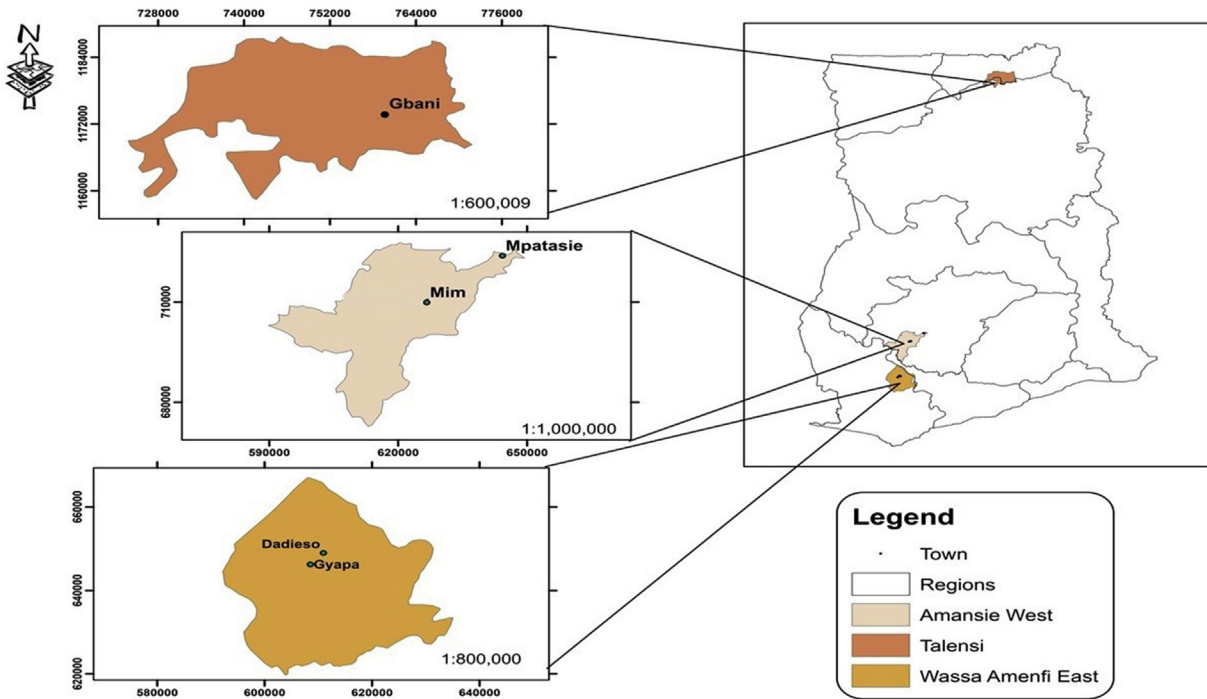 728000 740000 752000 764000 776000
N
1184000
1172000
1160000
Gbani
1:600,009
Mpatasie
Mim
710000
680000
1:1,000,000
590000 620000 650000
660000
640000
620000
Dadieso
Gyapa
1:800,000
580000 600000 620000 640000
Legend
Town
Regions
Amansie West
Talensi
Wassa Amenfi East